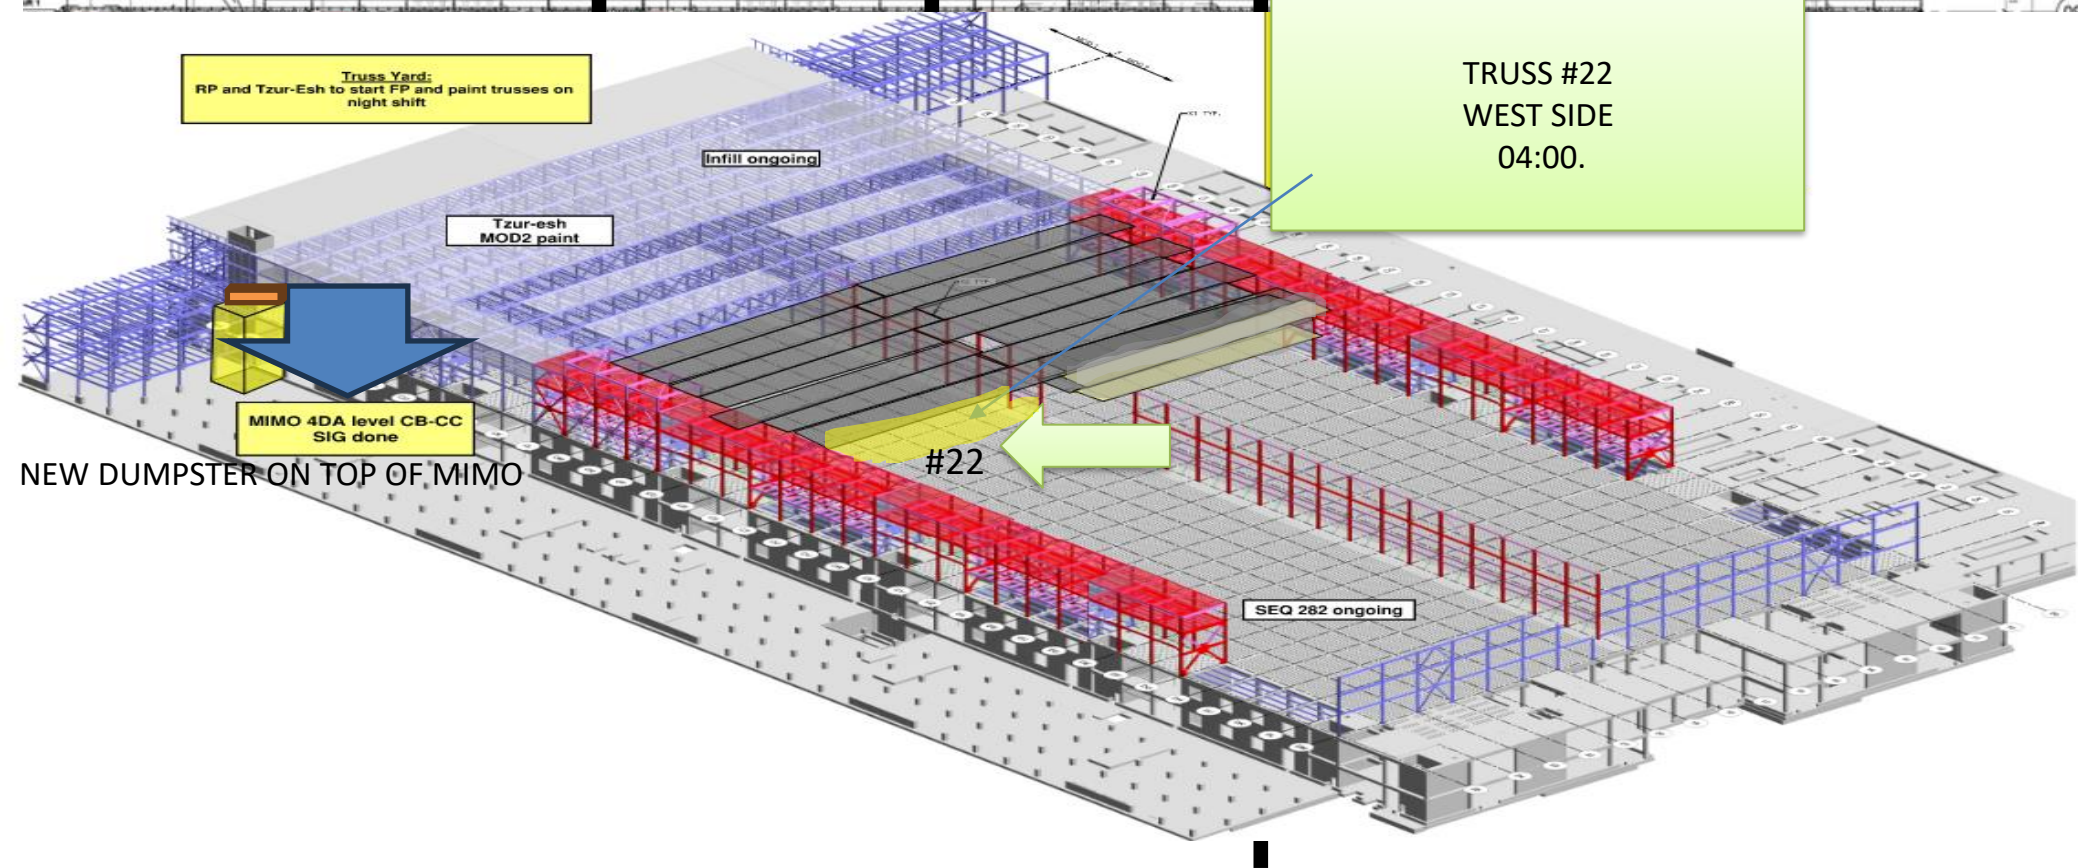 Truss Yard:
RP and Tzur-Esh to start FP and paint trusses on
night shift
TRUSS #22
WEST SIDE
04:00.
Infill ongoing
Tzur-esh
MOD2 paint
MIMO 4DA level CB-CC
SIG done
NEW DUMPSTER ON TOP OF MIMO
#22
SEQ 282 ongoing